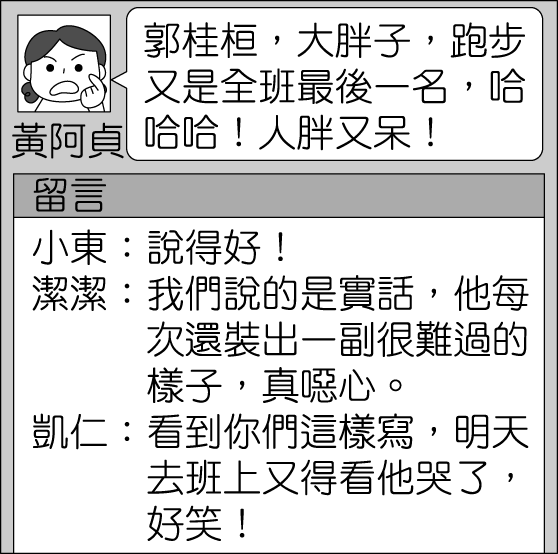 郭桂桓，大胖子，跑步
又是全班最後一名，哈
哈哈！人胖又呆！
黃阿貞
留言
小東：說得好！
潔潔：我們說的是實話，他每
次還裝出一副很難過的
樣子，真噁心。
凱仁：看到你們這樣寫，明天
去班上又得看他哭了，
好笑！